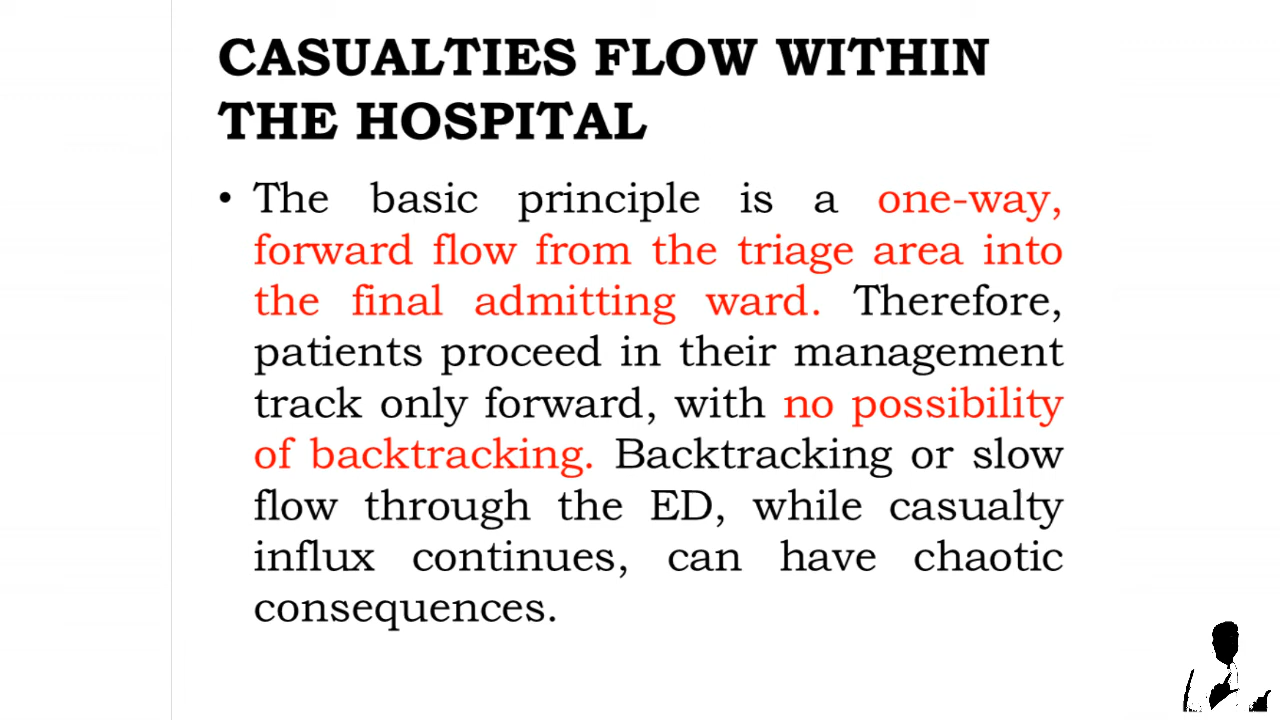 CASUALTIES FLOW WITHIN
THE HOSPITAL
• The basic principle is a one-way,
forward flow from the triage area into
the final admitting ward. Therefore,
patients proceed in their management
track only forward, with no possibility
of backtracking. Backtracking or slow
flow through the ED, while casualty
influx continues, can have chaotic
consequences.